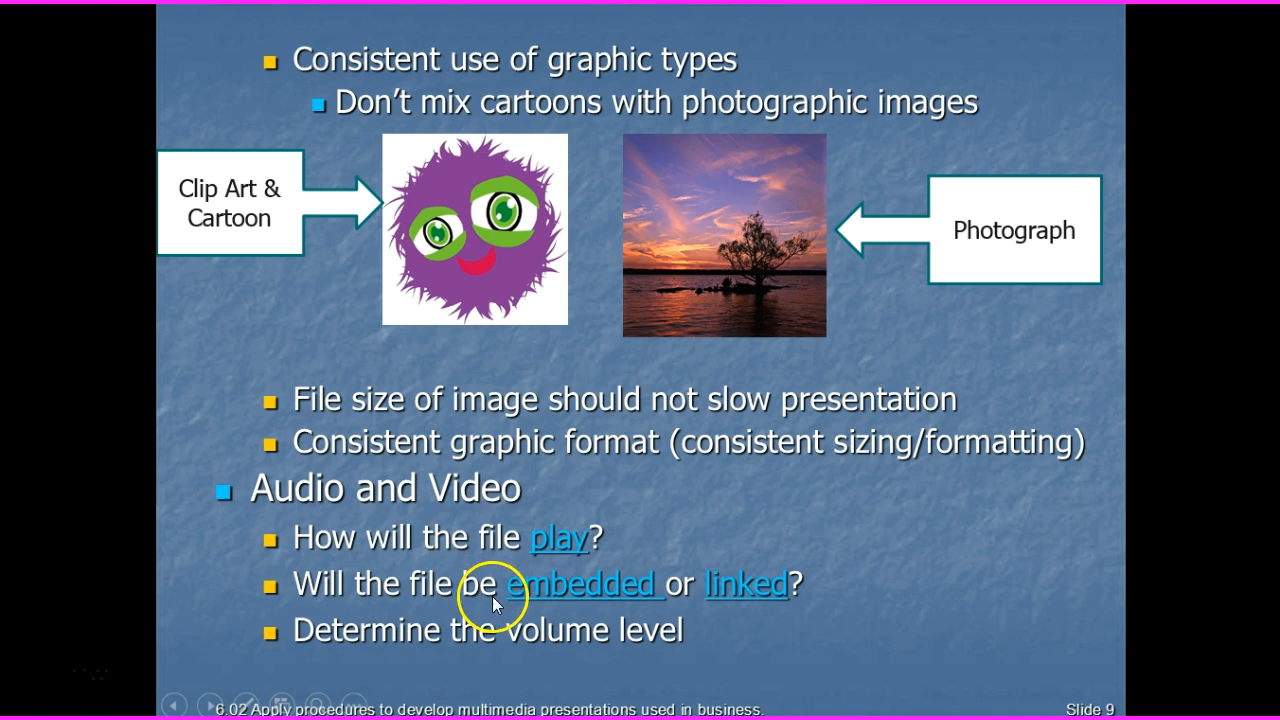 Consistent use of graphic types
Don't mix cartoons with photographic images
Clip Art &
Cartoon
Photograph
File size of image should not slow presentation
Consistent graphic format (consistent sizing/formatting)
Audio and Video
How will the file play?
Will the file be embedded or linked?
Determine the volume level
6.02 Apply procedures to develop multimedia presentations used in business.
Slide 9